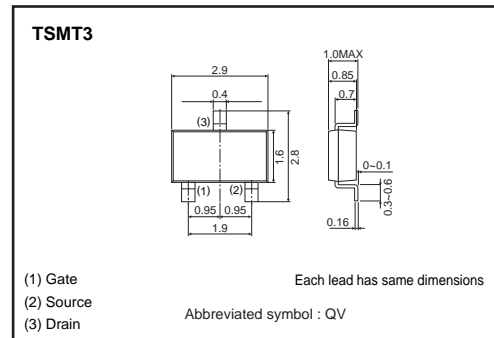 TSMT3
1.0MAX
2.9
0.85
0.4
0.7
(3)
1.6
2.8
0~0.1
(1)
(2)
0.3~0.6
0.95
0.95
0.16
1.9
(1) Gate
Each lead has same dimensions
(2) Source
Abbreviated symbol : QV
(3) Drain